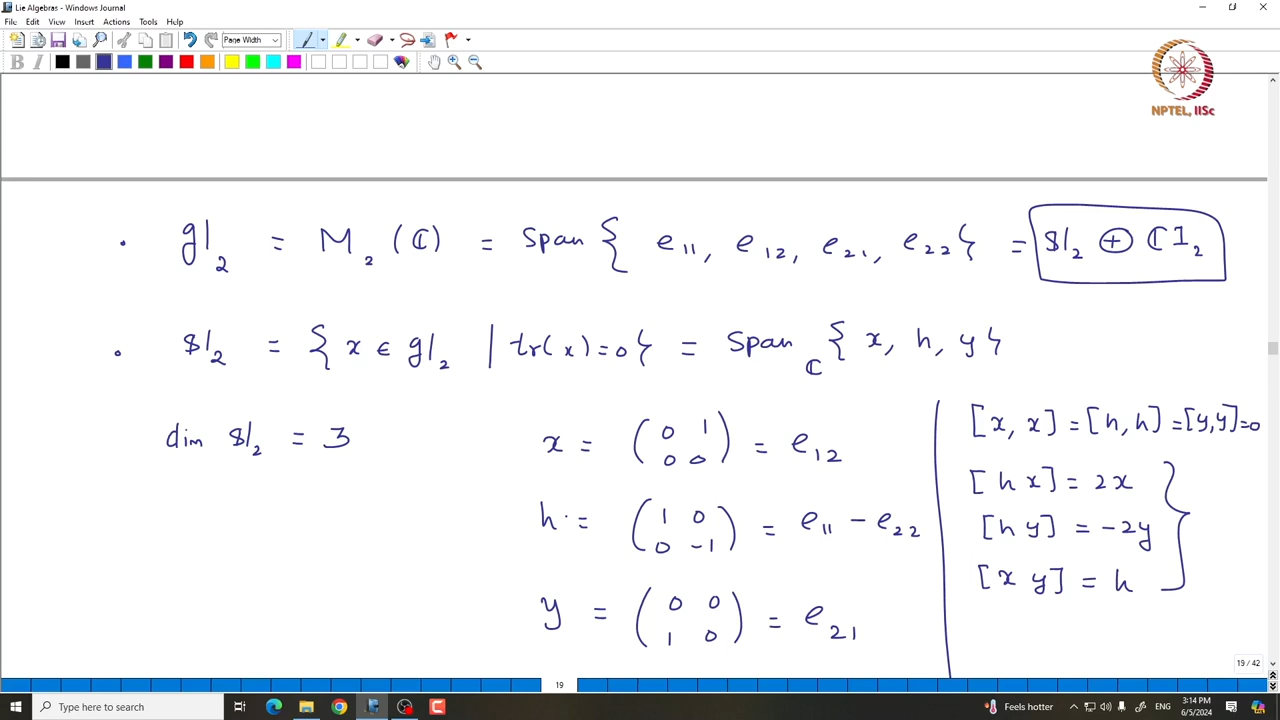 Lie Algebras - Windows Journal
File Edit View Insert Actions Tools Help
Page Width
B I
NPTEL, IISc
· gl₂ = M₂ (ℂ) = Span { e₁₁, e₁₂, e₂₁, e₂₂ } = sl₂ ⊕ ℂ1₂
· sl₂ = { x ∈ gl₂ | tr(x)=0 } = Span_ℂ { x, h, y }
dim sl₂ = 3
x = ( 0 1 0 0 ) = e₁₂
h = ( 1 0 0 -1 ) = e₁₁ - e₂₂
y = ( 0 0 1 0 ) = e₂₁
[x, x] = [h, h] = [y, y] = 0
[h x] = 2x
[h y] = -2y
[x y] = h
19 / 42
19
Type here to search
Feels hotter
3:14 PM
6/5/2024